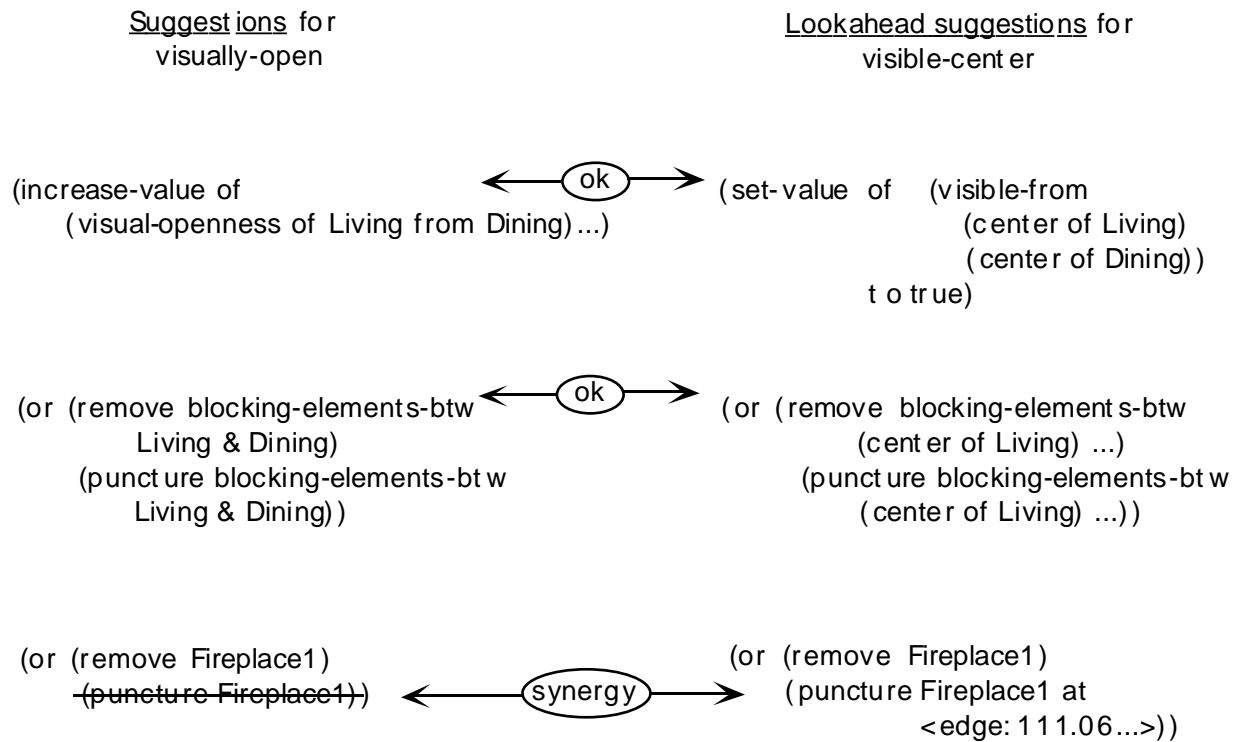 Suggestions for
visually-open
Lookahead suggestions for
visible-center
(increase-value of
(visual-openness of Living from Dining)...)
ok
(set-value of (visible-from
(center of Living)
(center of Dining))
to true)
(or (remove blocking-elements-btw
Living & Dining)
(puncture blocking-elements-btw
Living & Dining))
ok
(or (remove blocking-elements-btw
(center of Living) ...)
(puncture blocking-elements-btw
(center of Living) ...))
(or (remove Fireplace1)
(puncture Fireplace1))
synergy
(or (remove Fireplace1)
(puncture Fireplace1 at
<edge: 111.06...>))